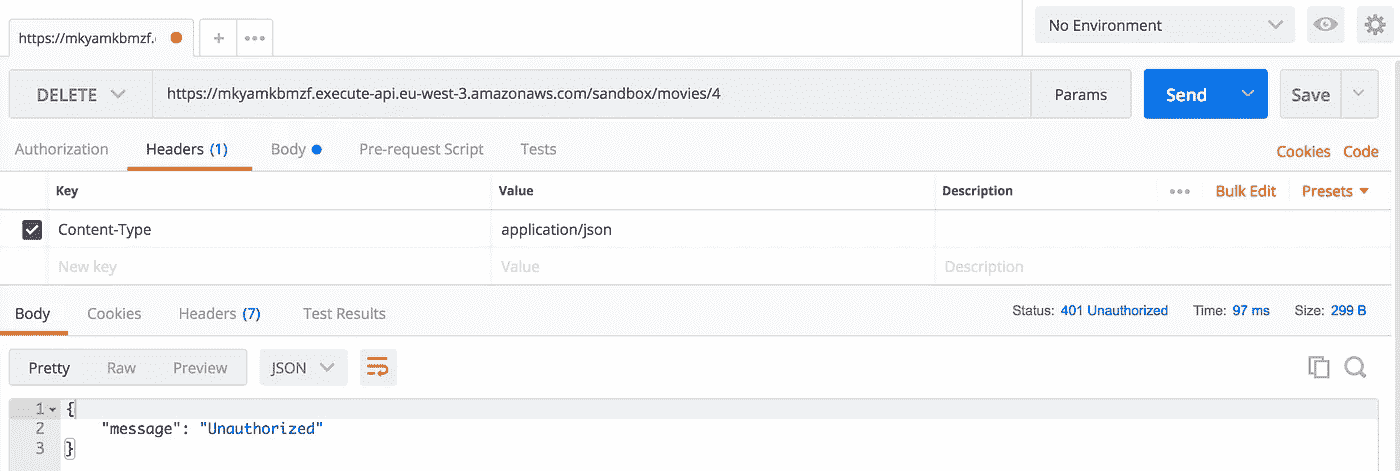 https://mkyamkbmzf.e + ••• No Environment
DELETE https://mkyamkbmzf.execute-api.eu-west-3.amazonaws.com/sandbox/movies/4 Params Send Save
Authorization Headers (1) Body Pre-request Script Tests Cookies Code
Key Value Description ••• Bulk Edit Presets
Content-Type application/json
New key Value Description
Body Cookies Headers (7) Test Results Status: 401 Unauthorized Time: 97 ms Size: 299 B
Pretty Raw Preview JSON
1 {
2 "message": "Unauthorized"
3 }